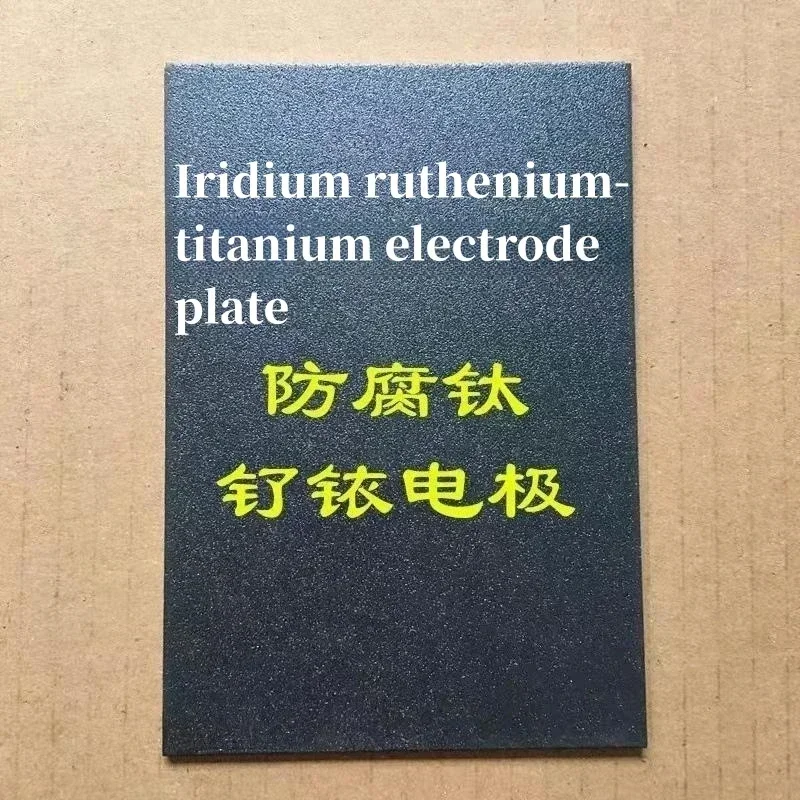 Iridium ruthenium-
titanium electrode
plate
防腐钛
钌铱电极